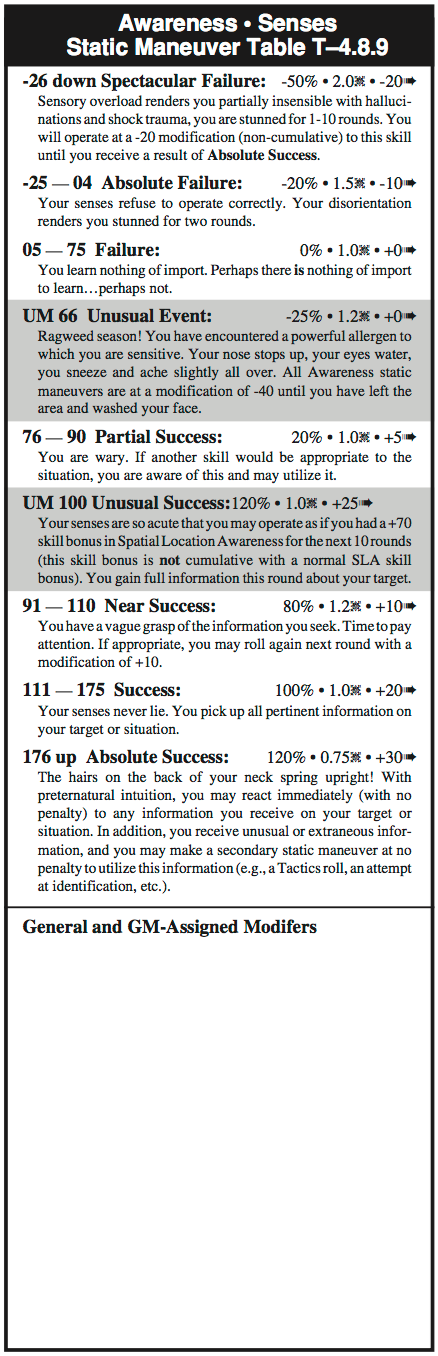 Awareness • Senses
Static Maneuver Table T–4.8.9
-26 down Spectacular Failure: -50% • 2.0✹ • -20➠
Sensory overload renders you partially insensible with halluci-
nations and shock trauma, you are stunned for 1-10 rounds. You
will operate at a -20 modification (non-cumulative) to this skill
until you receive a result of Absolute Success.
-25 — 04 Absolute Failure: -20% • 1.5✹ • -10➠
Your senses refuse to operate correctly. Your disorientation
renders you stunned for two rounds.
05 — 75 Failure: 0% • 1.0✹ • +0➠
You learn nothing of import. Perhaps there is nothing of import
to learn…perhaps not.
UM 66 Unusual Event: -25% • 1.2✹ • +0➠
Ragweed season! You have encountered a powerful allergen to
which you are sensitive. Your nose stops up, your eyes water,
you sneeze and ache slightly all over. All Awareness static
maneuvers are at a modification of -40 until you have left the
area and washed your face.
76 — 90 Partial Success: 20% • 1.0✹ • +5➠
You are wary. If another skill would be appropriate to the
situation, you are aware of this and may utilize it.
UM 100 Unusual Success: 120% • 1.0✹ • +25➠
Your senses are so acute that you may operate as if you had a +70
skill bonus in Spatial Location Awareness for the next 10 rounds
(this skill bonus is not cumulative with a normal SLA skill
bonus). You gain full information this round about your target.
91 — 110 Near Success: 80% • 1.2✹ • +10➠
You have a vague grasp of the information you seek. Time to pay
attention. If appropriate, you may roll again next round with a
modification of +10.
111 — 175 Success: 100% • 1.0✹ • +20➠
Your senses never lie. You pick up all pertinent information on
your target or situation.
176 up Absolute Success: 120% • 0.75✹ • +30➠
The hairs on the back of your neck spring upright! With
preternatural intuition, you may react immediately (with no
penalty) to any information you receive on your target or
situation. In addition, you receive unusual or extraneous infor-
mation, and you may make a secondary static maneuver at no
penalty to utilize this information (e.g., a Tactics roll, an attempt
at identification, etc.).
General and GM-Assigned Modifers